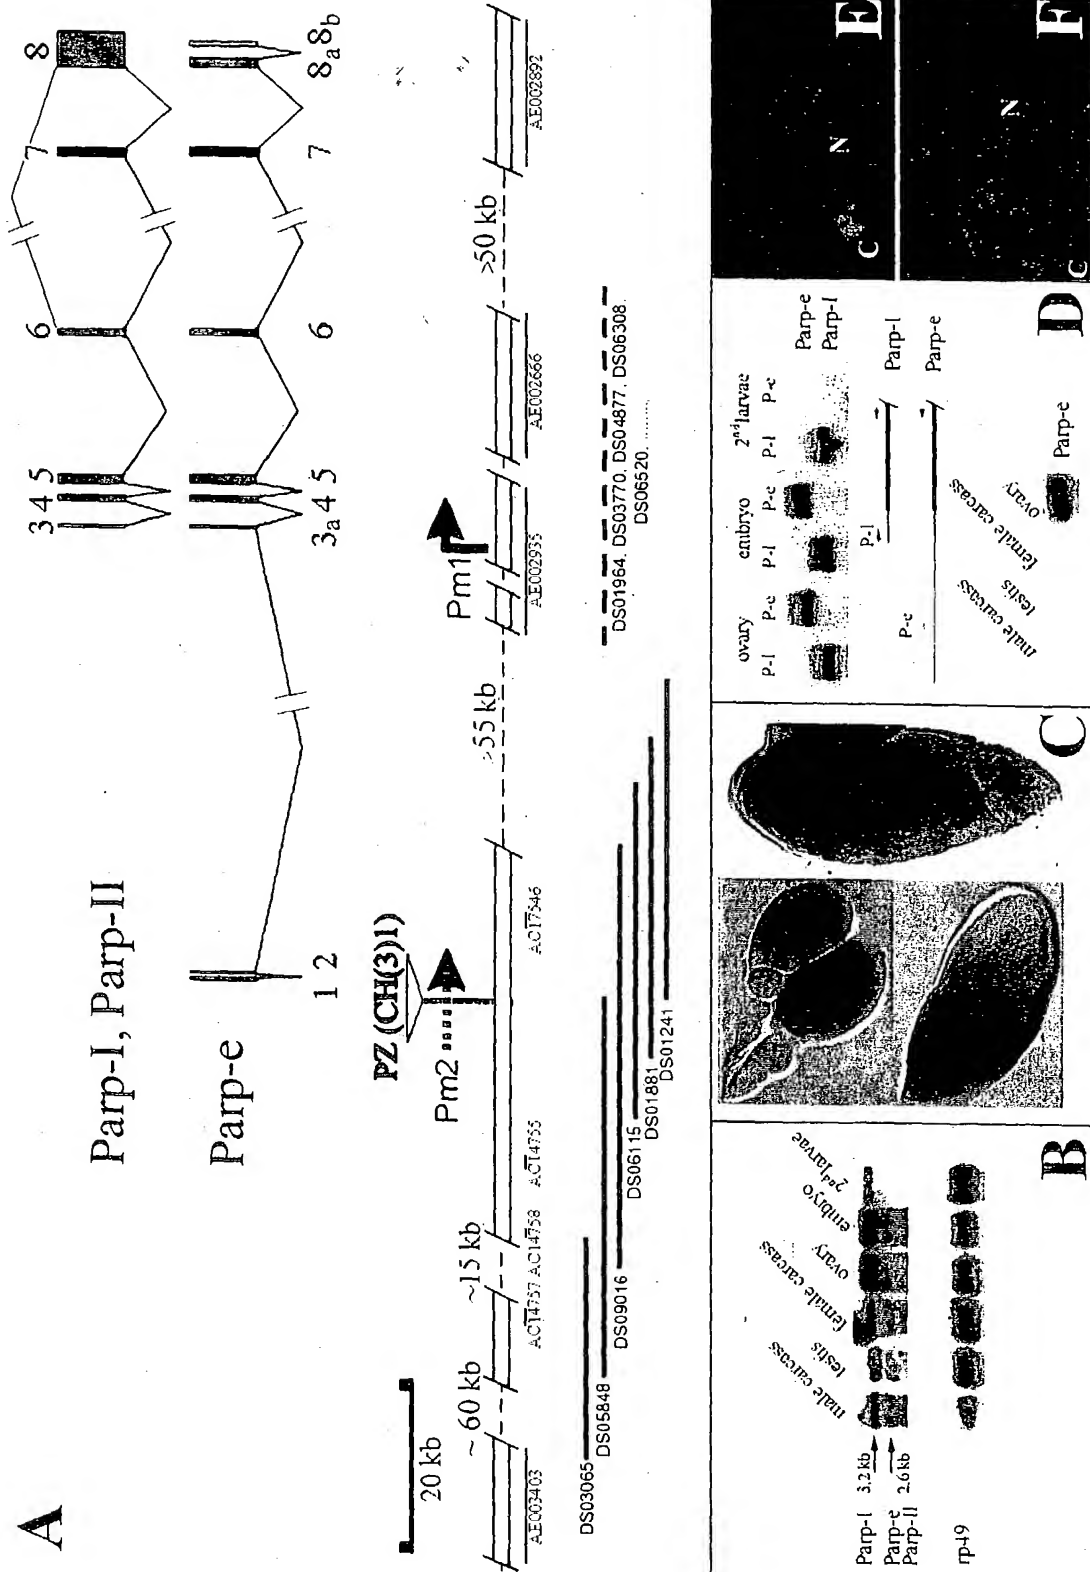 A
Parp-I, Parp-II
3 4 5 6 7 8
Parp-e
1 2 3a 4 5 6 7 8a 8b
20 kb
PZ (CH(3)1)
Pm2
Pm1
~ 60 kb ~15 kb >55 kb >50 kb
AE003403 AC14757 AC14758 AC14755 AC17546 AE002935 AE002666 AE002892
DS03065
DS05848
DS09016
DS06115
DS01881
DS01241
DS01964, DS03770, DS04877, DS06308,
DS06520, ..........
male carcass testis female carcass ovary embryo 2nd larvae
Parp-I 3.2 kb
Parp-e
Parp-II 2.6 kb
rp49
B
C
ovary embryo 2nd larvae
P-I P-e P-I P-e P-I P-e
Parp-e
Parp-I
P-I
Parp-I
P-e
Parp-e
male carcass testis female carcass ovary
Parp-e
D
C N
E
C N
F